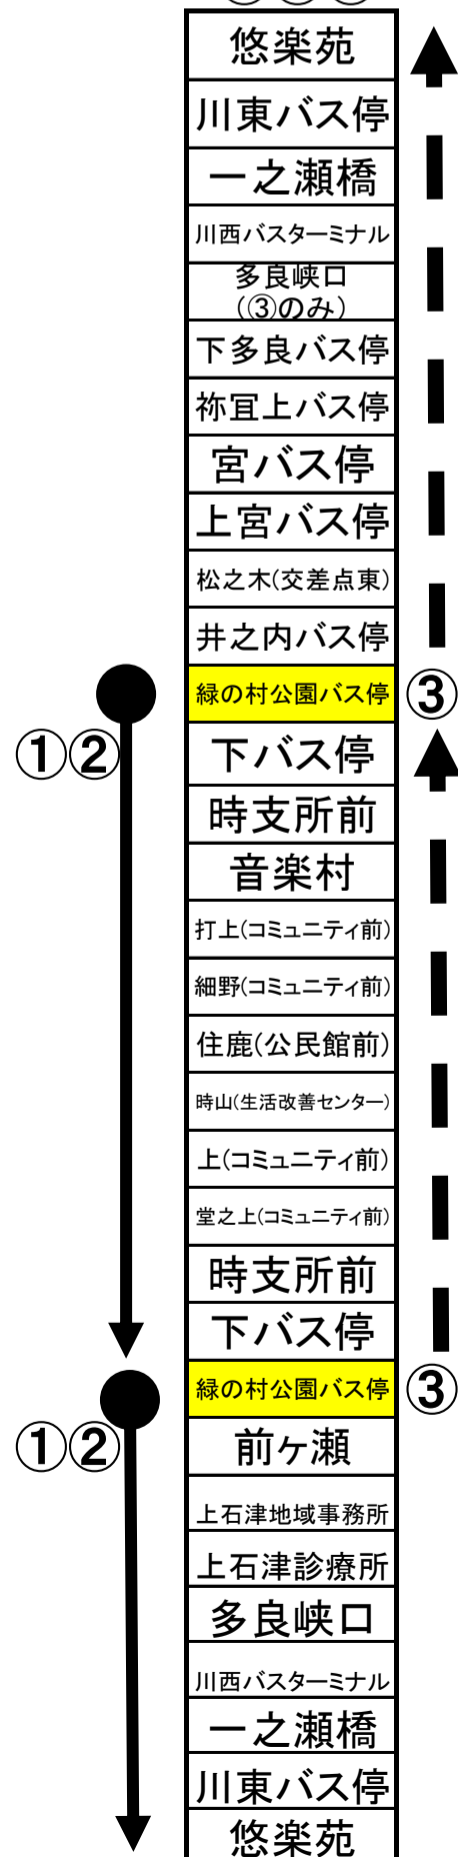 ①②③
悠楽苑
川東バス停
一之瀬橋
川西バスターミナル
多良峡口
(③のみ)
下多良バス停
祢冝上バス停
宮バス停
上宮バス停
松之木(交差点東)
井之内バス停
緑の村公園バス停
③
①②
下バス停
時支所前
音楽村
打上(コミュニティ前)
細野(コミュニティ前)
住鹿(公民館前)
時山(生活改善センター)
上(コミュニティ前)
堂之上(コミュニティ前)
時支所前
下バス停
緑の村公園バス停
③
①②
前ヶ瀬
上石津地域事務所
上石津診療所
多良峡口
川西バスターミナル
一之瀬橋
川東バス停
悠楽苑